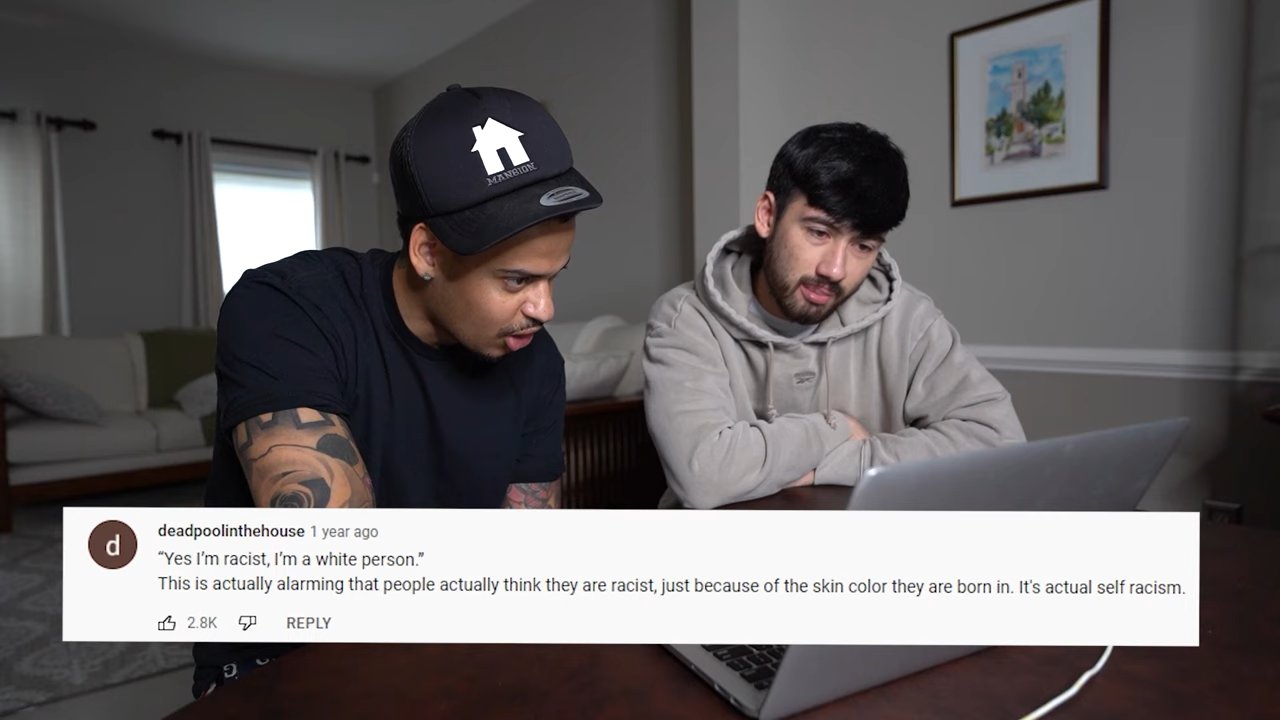 MANSION
deadpoolinthehouse 1 year ago
“Yes I’m racist, I’m a white person.”
This is actually alarming that people actually think they are racist, just because of the skin color they are born in. It's actual self racism.
2.8K REPLY
d